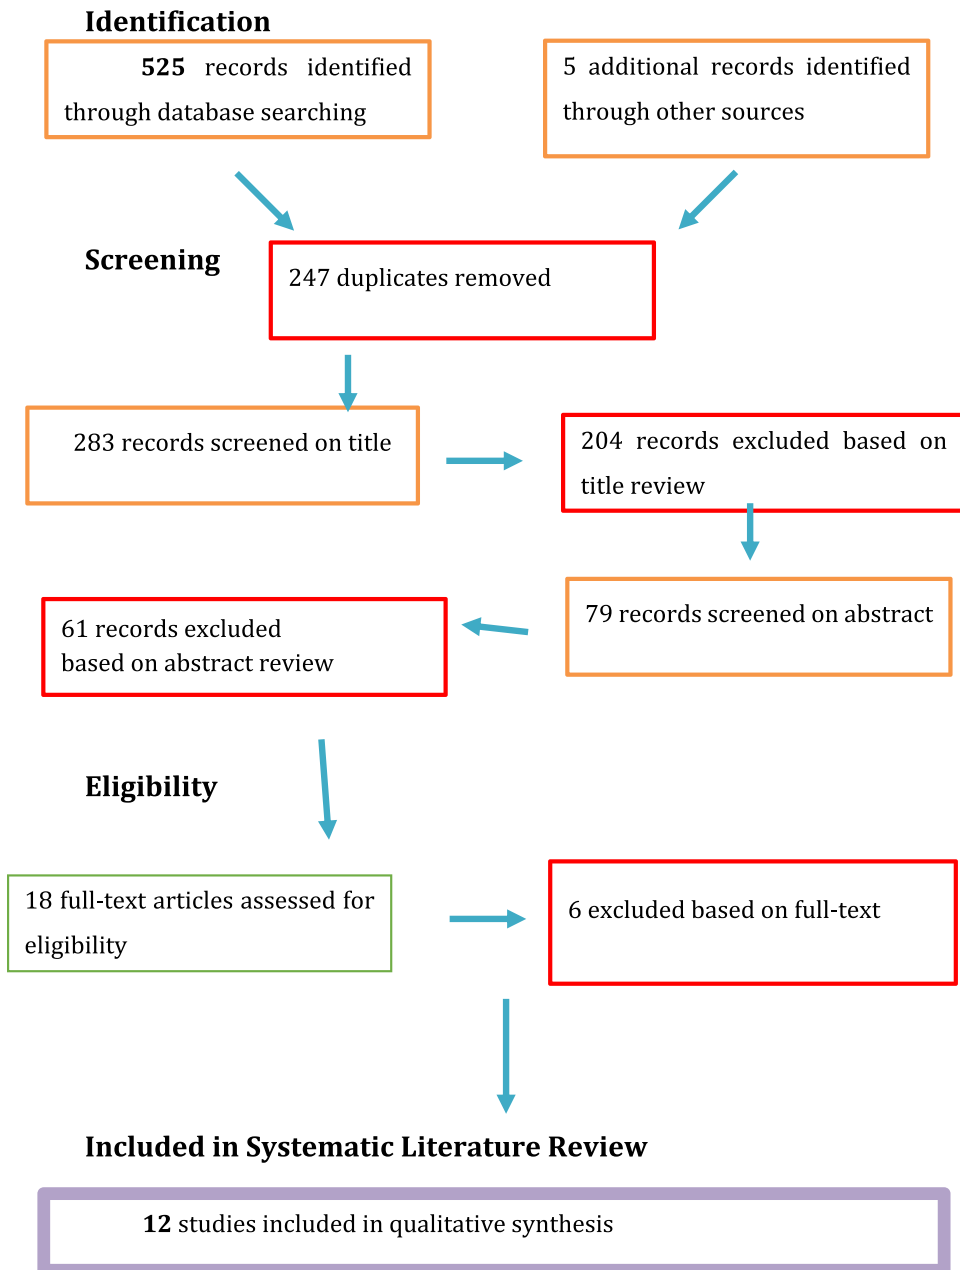 Identification
525 records identified
through database searching
5 additional records identified
through other sources
Screening
247 duplicates removed
283 records screened on title
204 records excluded based on
title review
79 records screened on abstract
61 records excluded
based on abstract review
Eligibility
18 full-text articles assessed for
eligibility
6 excluded based on full-text
Included in Systematic Literature Review
12 studies included in qualitative synthesis